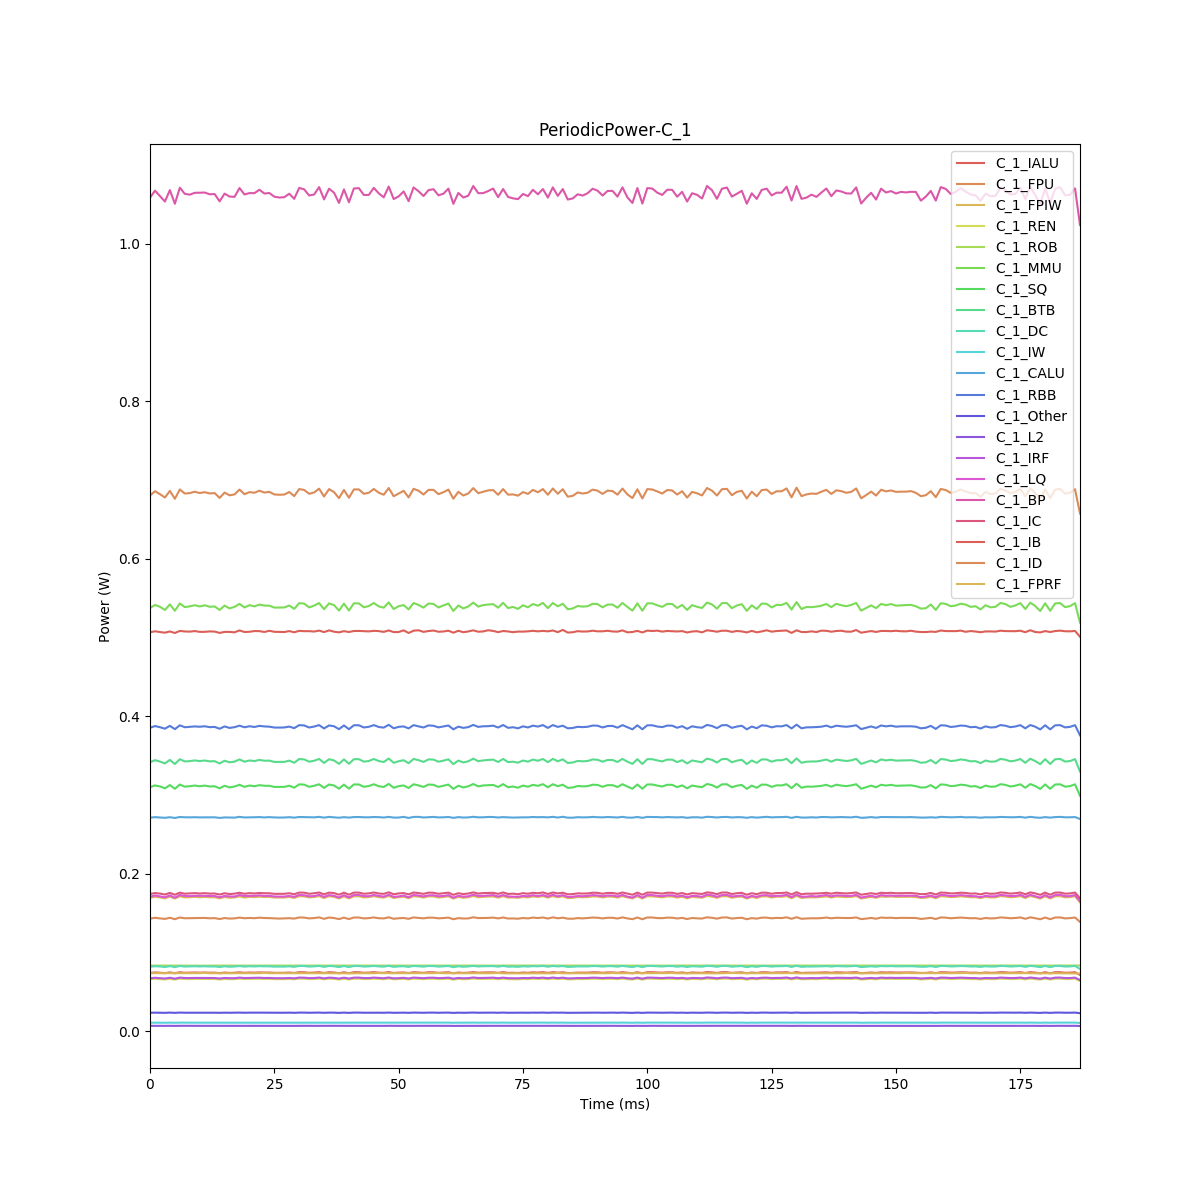 PeriodicPower-C_1
C_1_IALU
C_1_FPU
C_1_FPIW
C_1_REN
C_1_ROB
C_1_MMU
C_1_SQ
C_1_BTB
C_1_DC
C_1_IW
C_1_CALU
C_1_RBB
C_1_Other
C_1_L2
C_1_IRF
C_1_LQ
C_1_BP
C_1_IC
C_1_IB
C_1_ID
C_1_FPRF
1.0
0.8
0.6
0.4
0.2
0.0
Power (W)
0 25 50 75 100 125 150 175
Time (ms)